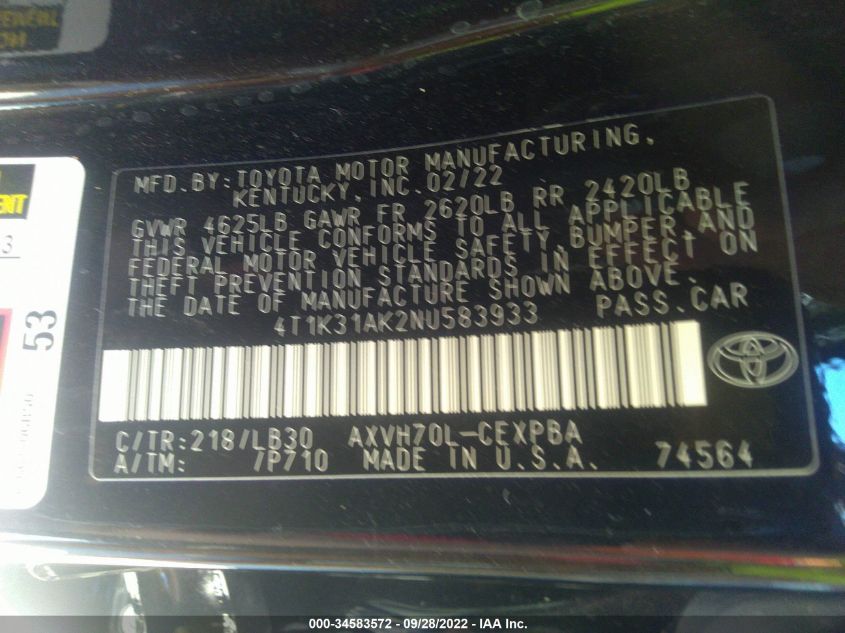 53
MFD.BY:TOYOTA MOTOR MANUFACTURING,
KENTUCKY,INC.02/22
GVWR 4625LB GAWR FR 2620LB RR 2420LB
THIS VEHICLE CONFORMS TO ALL APPLICABLE
FEDERAL MOTOR VEHICLE SAFETY,BUMPER,AND
THEFT PREVENTION STANDARDS IN EFFECT ON
THE DATE OF MANUFACTURE SHOWN ABOVE.
4T1K31AK2NU583933 PASS.CAR
C/TR:218/LB30 AXVH70L-CEXPBA
A/TM: /P710 MADE IN U.S.A. 74564
000-34583572 / 09/28/2022 - IAA Inc.